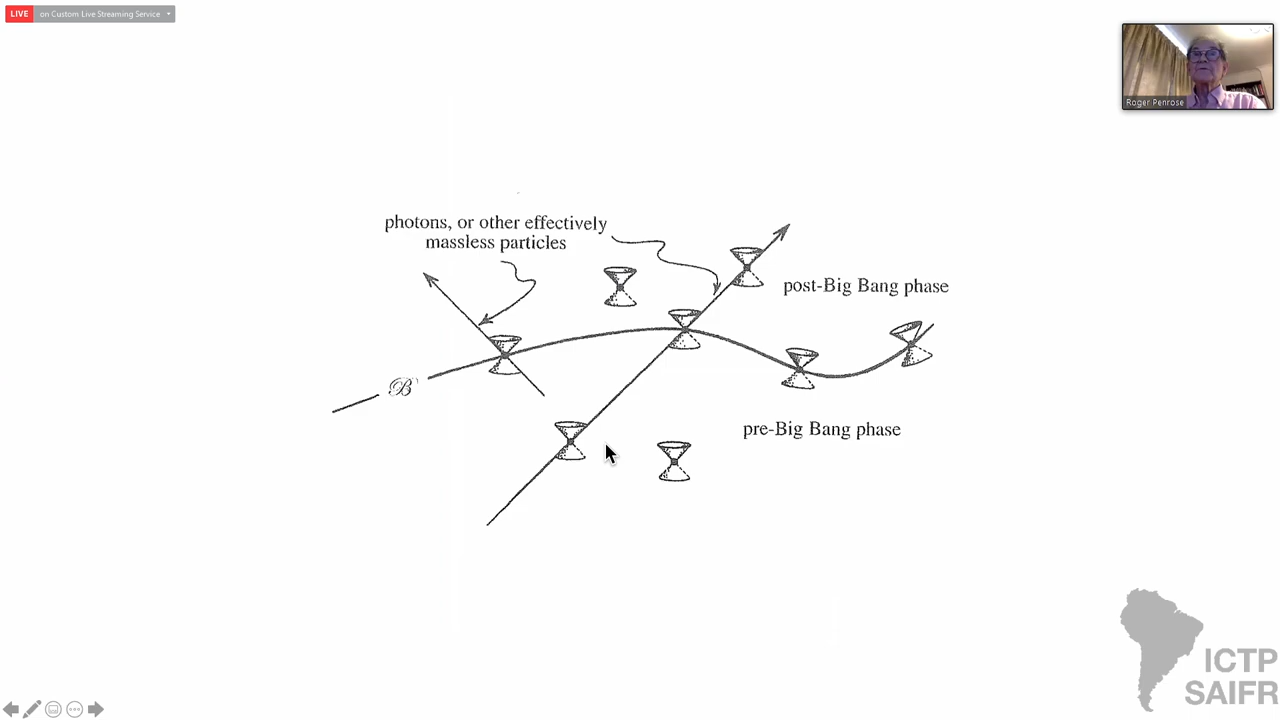 LIVE on Custom Live Streaming Service
Roger Penrose
photons, or other effectively
massless particles
post-Big Bang phase
ℬ
pre-Big Bang phase
ICTP
SAIFR